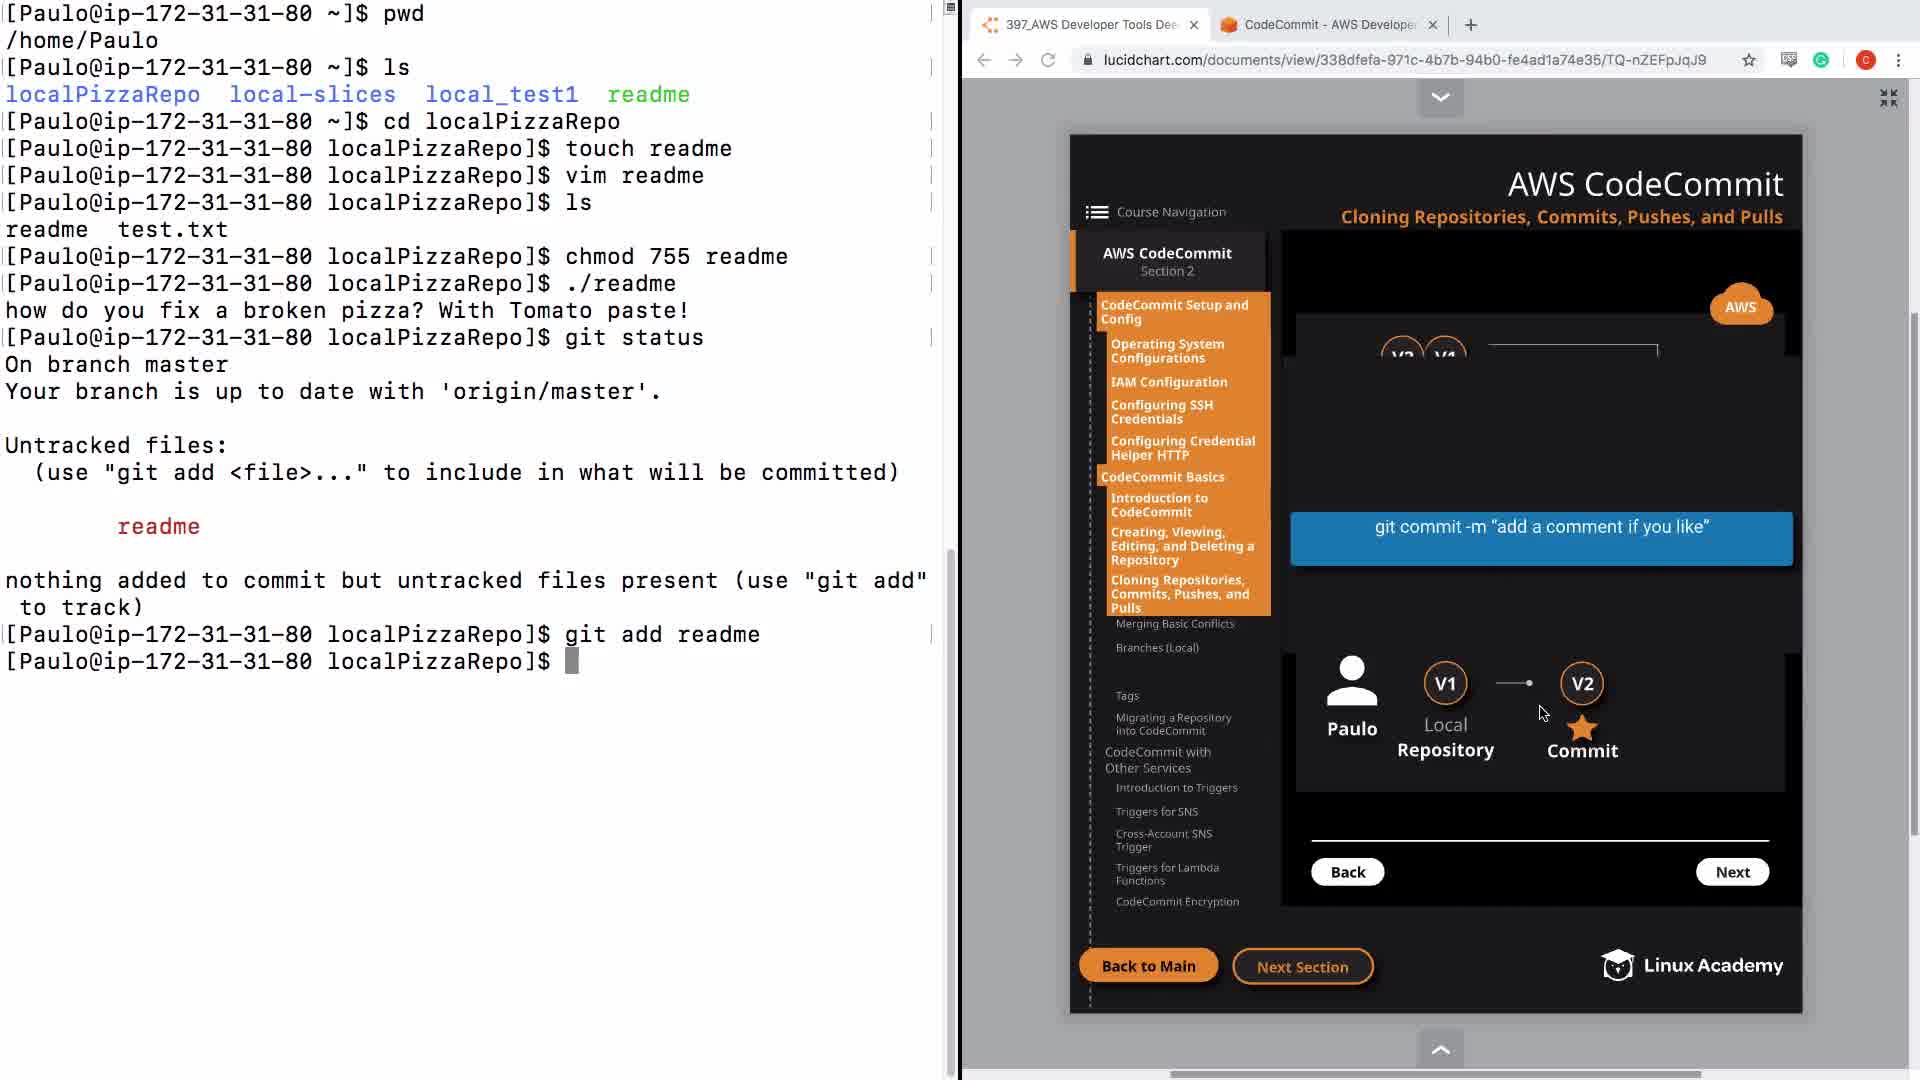 [Paulo@ip-172-31-31-80 ~]$ pwd
/home/Paulo
[Paulo@ip-172-31-31-80 ~]$ ls
localPizzaRepo  local-slices  local_test1  readme
[Paulo@ip-172-31-31-80 ~]$ cd localPizzaRepo
[Paulo@ip-172-31-31-80 localPizzaRepo]$ touch readme
[Paulo@ip-172-31-31-80 localPizzaRepo]$ vim readme
[Paulo@ip-172-31-31-80 localPizzaRepo]$ ls
readme  test.txt
[Paulo@ip-172-31-31-80 localPizzaRepo]$ chmod 755 readme
[Paulo@ip-172-31-31-80 localPizzaRepo]$ ./readme
how do you fix a broken pizza? With Tomato paste!
[Paulo@ip-172-31-31-80 localPizzaRepo]$ git status
On branch master
Your branch is up to date with 'origin/master'.
Untracked files:
  (use "git add <file>..." to include in what will be committed)
        readme
nothing added to commit but untracked files present (use "git add"
 to track)
[Paulo@ip-172-31-31-80 localPizzaRepo]$ git add readme
[Paulo@ip-172-31-31-80 localPizzaRepo]$
397_AWS Developer Tools Dee
CodeCommit - AWS Developer
lucidchart.com/documents/view/338dfefa-971c-4b7b-94b0-fe4ad1a74e35/TQ-nZEFpJqJ9
C
AWS CodeCommit
Cloning Repositories, Commits, Pushes, and Pulls
Course Navigation
AWS CodeCommit
Section 2
CodeCommit Setup and
Config
Operating System
Configurations
IAM Configuration
Configuring SSH
Credentials
Configuring Credential
Helper HTTP
CodeCommit Basics
Introduction to
CodeCommit
Creating, Viewing,
Editing, and Deleting a
Repository
Cloning Repositories,
Commits, Pushes, and
Pulls
Merging Basic Conflicts
Branches (Local)
Tags
Migrating a Repository
into CodeCommit
CodeCommit with
Other Services
Introduction to Triggers
Triggers for SNS
Cross-Account SNS
Trigger
Triggers for Lambda
Functions
CodeCommit Encryption
AWS
V2 V1
git commit -m “add a comment if you like”
V1 V2
Paulo
Local
Repository
Commit
Back
Next
Back to Main
Next Section
Linux Academy